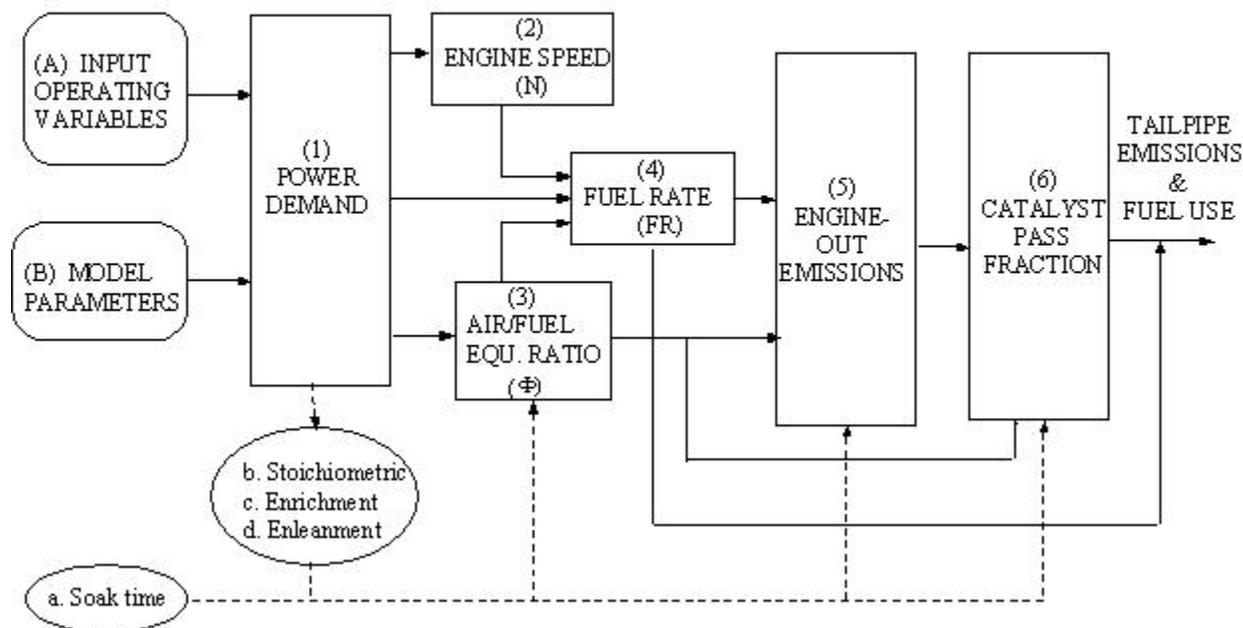 (A) INPUT
OPERATING
VARIABLES
(B) MODEL
PARAMETERS
(1)
POWER
DEMAND
(2)
ENGINE SPEED
(N)
(3)
AIR/FUEL
EQU. RATIO
(Φ)
(4)
FUEL RATE
(FR)
(5)
ENGINE-
OUT
EMISSIONS
(6)
CATALYST
PASS
FRACTION
TAILPIPE
EMISSIONS
&
FUEL USE
b. Stoichiometric
c. Enrichment
d. Enleanment
a. Soak time